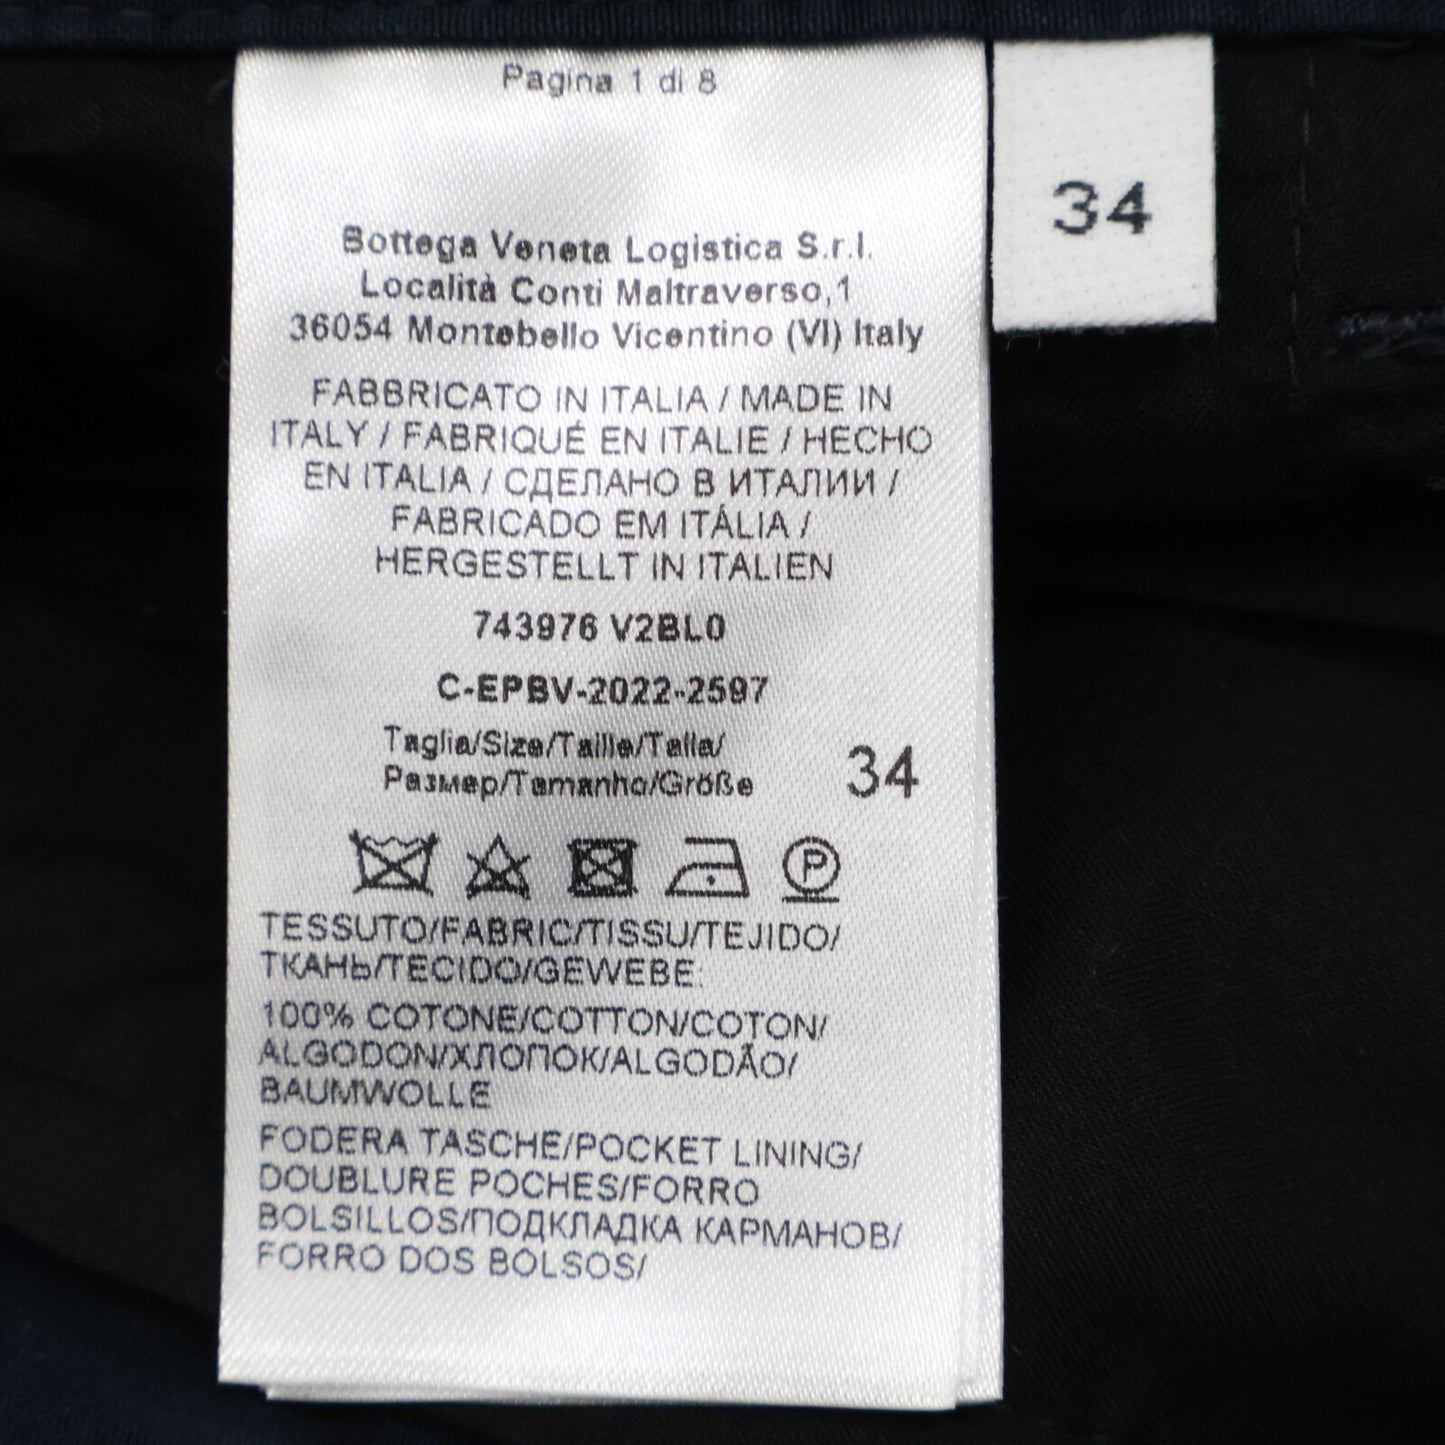 Pagina 1 di 8
34
Bottega Veneta Logistica S.r.l.
Località Conti Maltraverso,1
36054 Montebello Vicentino (VI) Italy
FABBRICATO IN ITALIA / MADE IN
ITALY / FABRIQUÉ EN ITALIE / HECHO
EN ITALIA / СДЕЛАНО В ИТАЛИИ /
FABRICADO EM ITÁLIA /
HERGESTELLT IN ITALIEN
743976 V2BL0
C-EPBV-2022-2597
Taglia/Size/Taille/Talla/
Размер/Tamanho/Größe
34
P
TESSUTO/FABRIC/TISSU/TEJIDO/
ТКАНЬ/TECIDO/GEWEBE:
100% COTONE/COTTON/COTON/
ALGODON/ХЛОПОК/ALGODÃO/
BAUMWOLLE
FODERA TASCHE/POCKET LINING/
DOUBLURE POCHES/FORRO
BOLSILLOS/ПОДКЛАДКА КАРМАНОВ/
FORRO DOS BOLSOS/